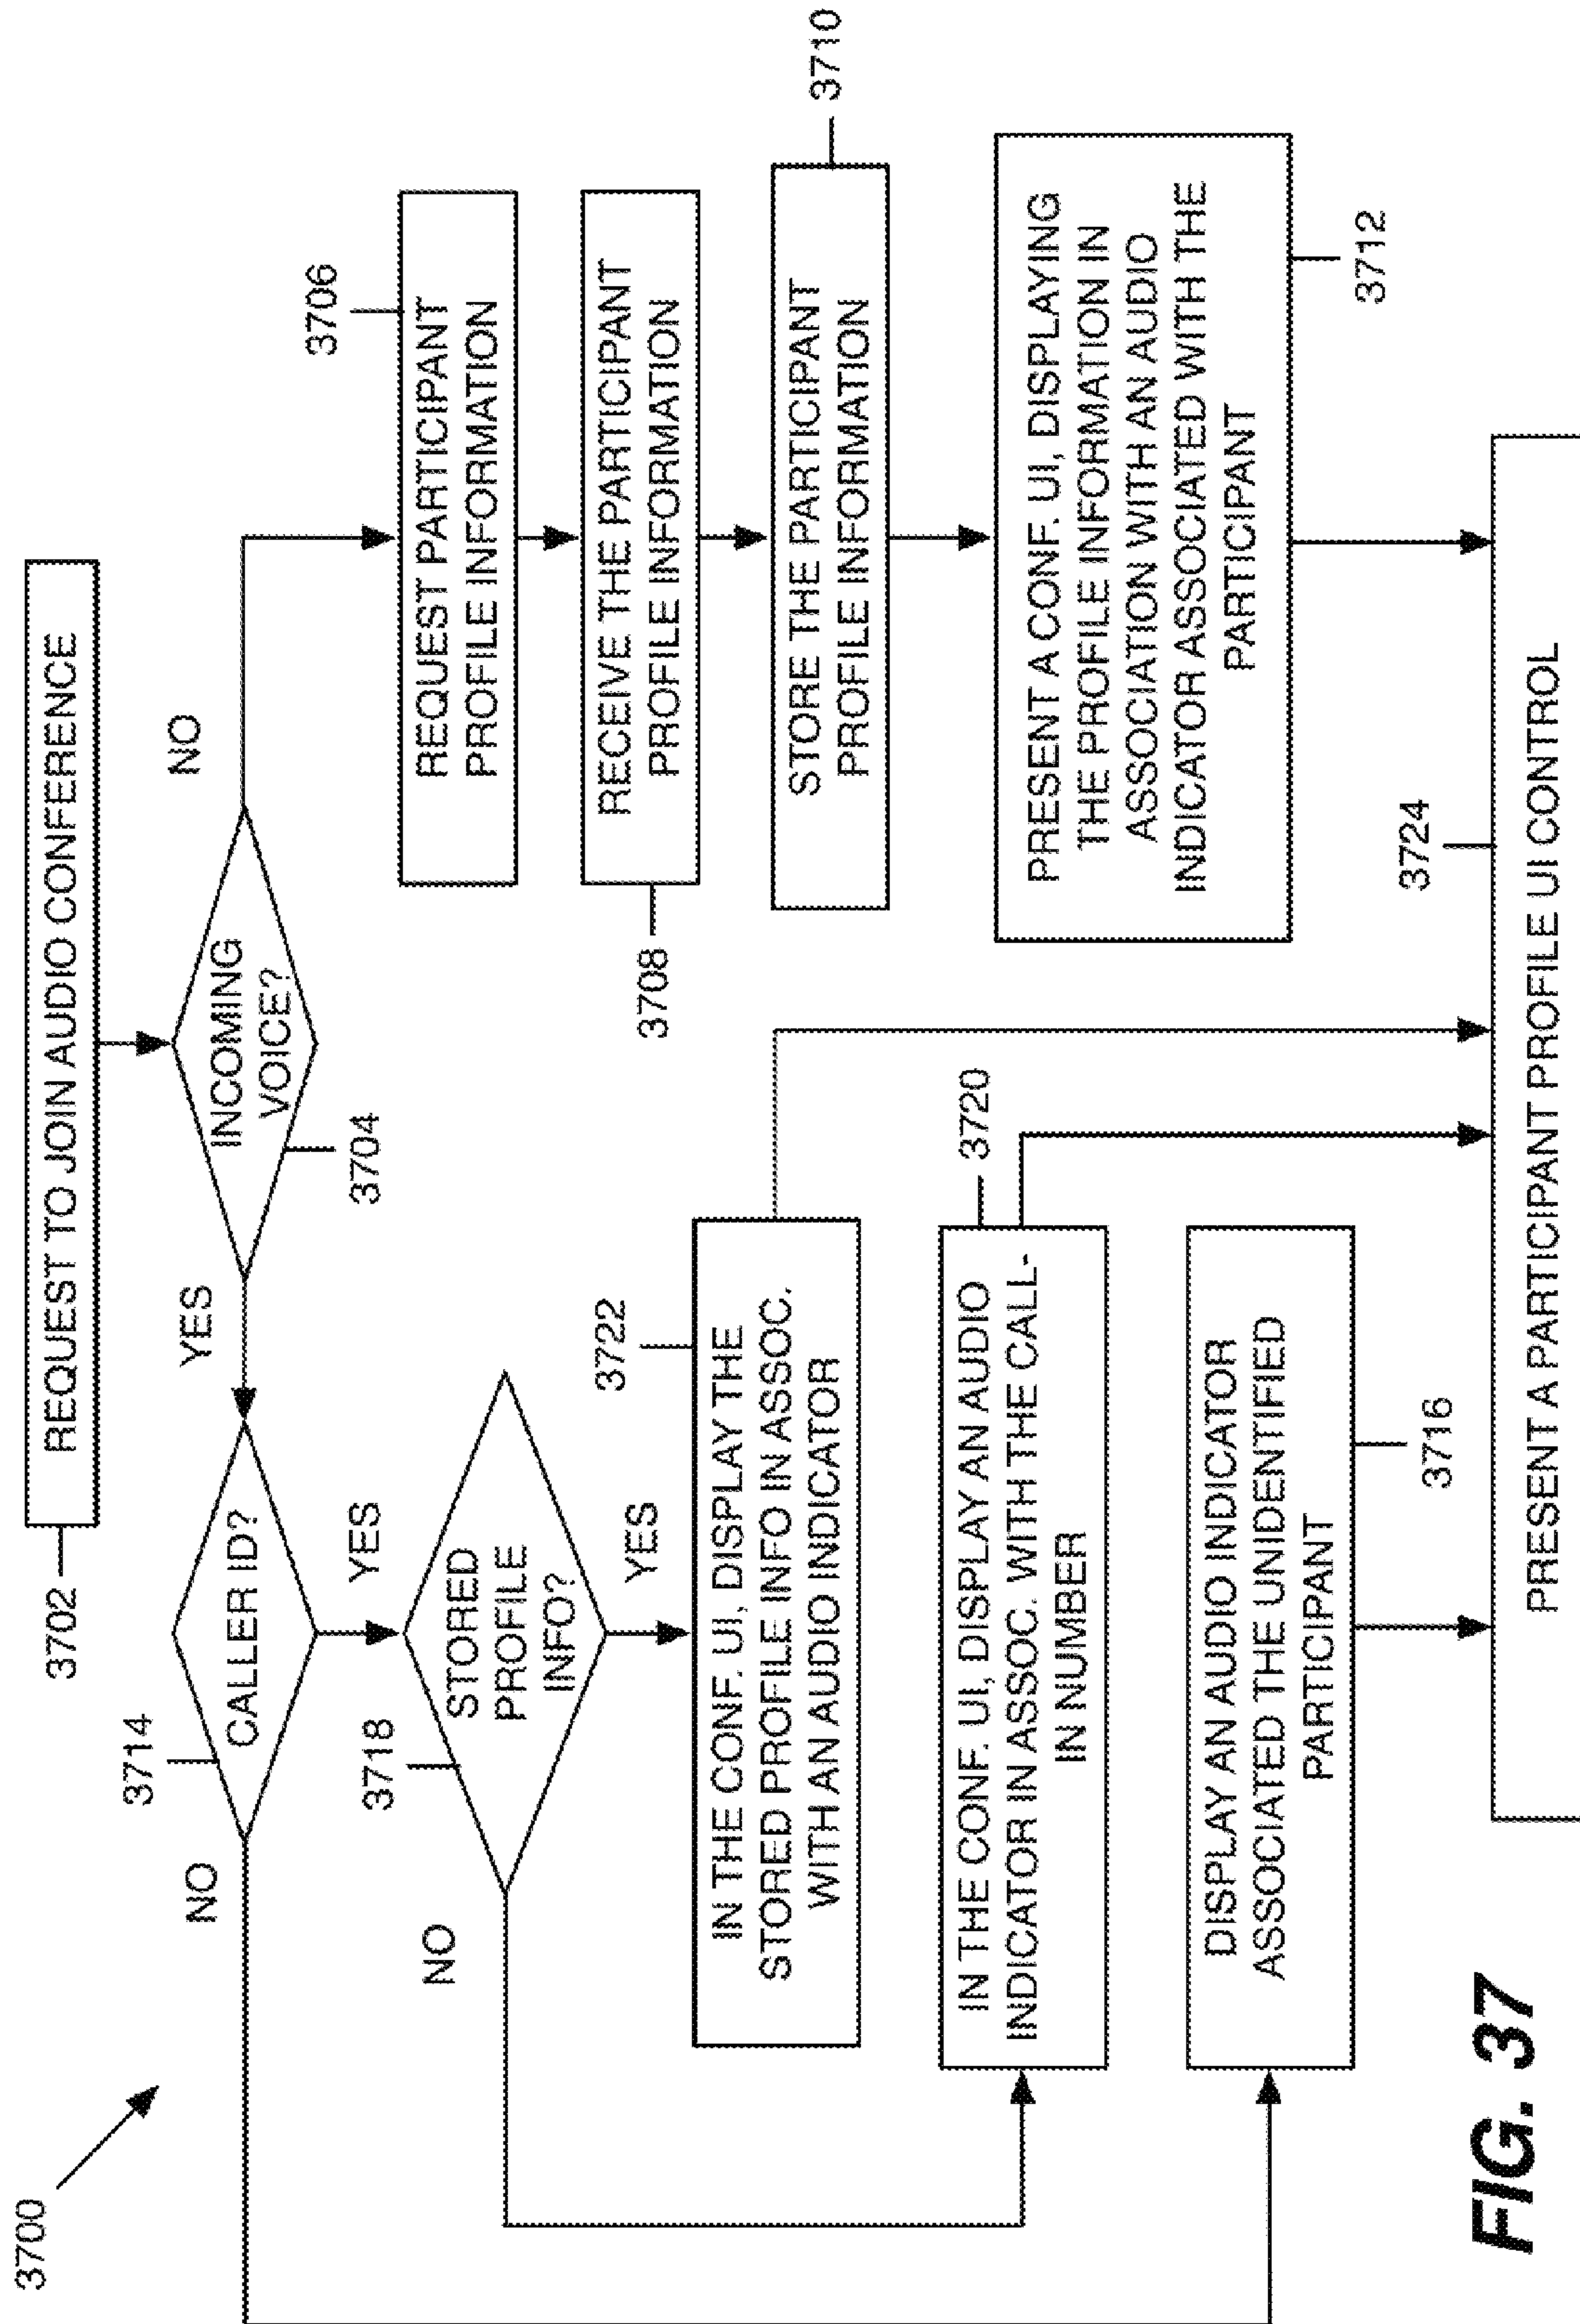 3700
REQUEST TO JOIN AUDIO CONFERENCE
3702
INCOMING
VOICE?
3704
YES
NO
CALLER ID?
3714
NO
YES
STORED
PROFILE
INFO?
3718
NO
YES
IN THE CONF. UI, DISPLAY THE
STORED PROFILE INFO IN ASSOC.
WITH AN AUDIO INDICATOR
3722
IN THE CONF. UI, DISPLAY AN AUDIO
INDICATOR IN ASSOC. WITH THE CALL-
IN NUMBER
3720
DISPLAY AN AUDIO INDICATOR
ASSOCIATED THE UNIDENTIFIED
PARTICIPANT
3716
REQUEST PARTICIPANT
PROFILE INFORMATION
3706
RECEIVE THE PARTICIPANT
PROFILE INFORMATION
3708
STORE THE PARTICIPANT
PROFILE INFORMATION
3710
PRESENT A CONF. UI, DISPLAYING
THE PROFILE INFORMATION IN
ASSOCIATION WITH AN AUDIO
INDICATOR ASSOCIATED WITH THE
PARTICIPANT
3712
3724
PRESENT A PARTICIPANT PROFILE UI CONTROL
FIG. 37